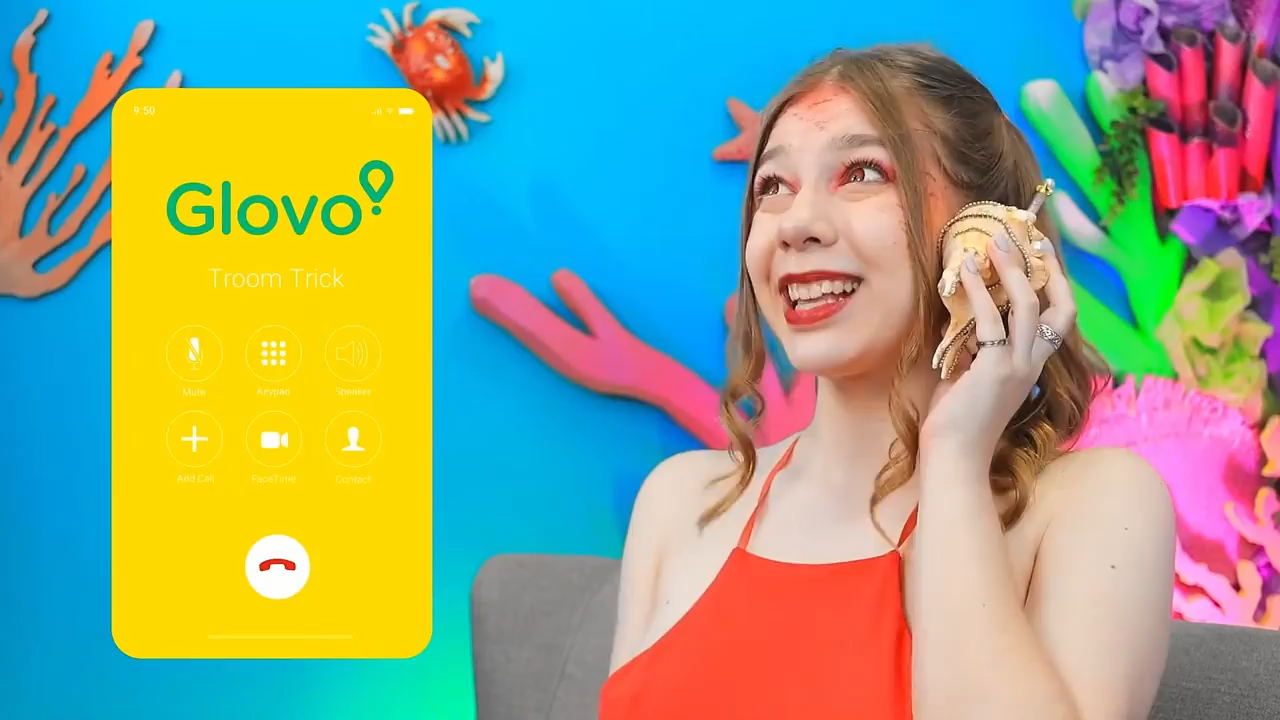 9:50
Glovo
Troom Trick
Mute
Keypad
Speaker
Add Call
FaceTime
Contact